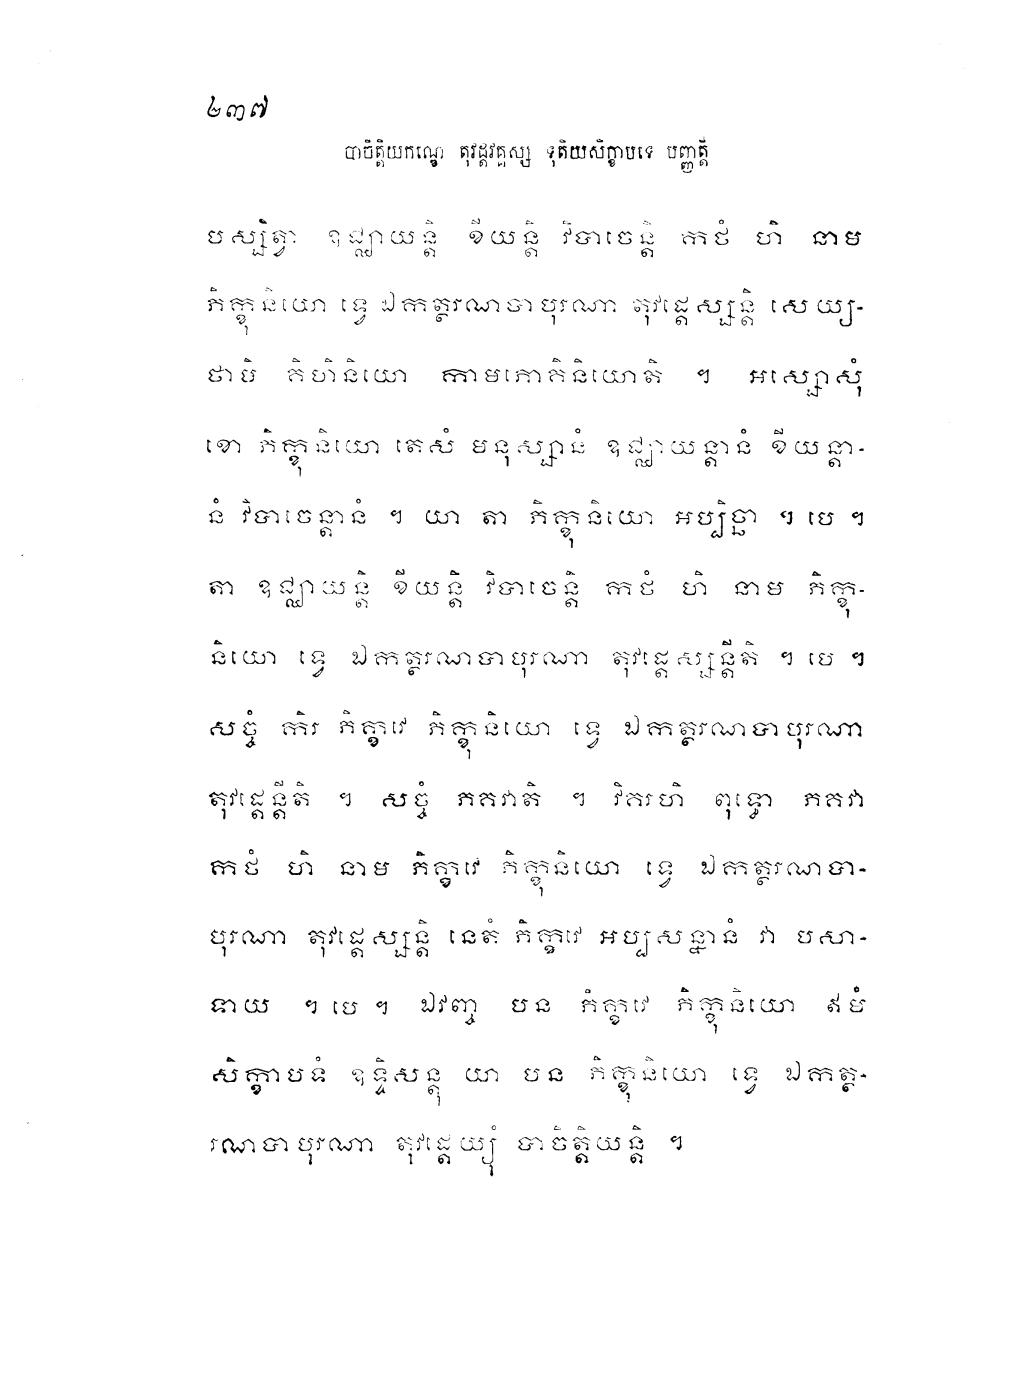 ២៣៧
បាចិត្តិយកណ្ឌេ តុវដ្តវគ្គស្ស ទុតិយសិក្ខាបទេ បញ្ញត្តិ
បស្សិត្វា ឧជ្ឈាយន្តិ ខីយន្តិ វិបាចេន្តិ កថំ ហិ នាម
ភិក្ខុនិយោ ទ្វេ ឯកត្ថរណបាបុរណា តុវដ្តេស្សន្តិ សេយ្យ-
ថាបិ គិហិនិយោ កាមភោគិនិយោតិ ។ អស្សោសុំ
ខោ ភិក្ខុនិយោ តេសំ មនុស្សានំ ឧជ្ឈាយន្តានំ ខីយន្តា-
នំ វិបាចេន្តានំ ។ យា តា ភិក្ខុនិយោ អប្បិច្ឆា ។ បេ ។
តា ឧជ្ឈាយន្តិ ខីយន្តិ វិបាចេន្តិ កថំ ហិ នាម ភិក្ខុ-
និយោ ទ្វេ ឯកត្ថរណបាបុរណា តុវដ្តេស្សន្តីតិ ។ បេ ។
សច្ចំ កិរ ភិក្ខវេ ភិក្ខុនិយោ ទ្វេ ឯកត្ថរណបាបុរណា
តុវដ្តេន្តីតិ ។ សច្ចំ ភគវាតិ ។ វិគរហិ ពុទ្ធោ ភគវា
កថំ ហិ នាម ភិក្ខវេ ភិក្ខុនិយោ ទ្វេ ឯកត្ថរណបា-
បុរណា តុវដ្តេស្សន្តិ នេតំ ភិក្ខវេ អប្បសន្នានំ វា បសា-
ទាយ ។ បេ ។ ឯវញ្ច បន ភិក្ខវេ ភិក្ខុនិយោ ឥមំ
សិក្ខាបទំ ឧទ្ទិសន្តុ យា បន ភិក្ខុនិយោ ទ្វេ ឯកត្ថ-
រណបាបុរណា តុវដ្តេយ្យុំ បាចិត្តិយន្តិ ។